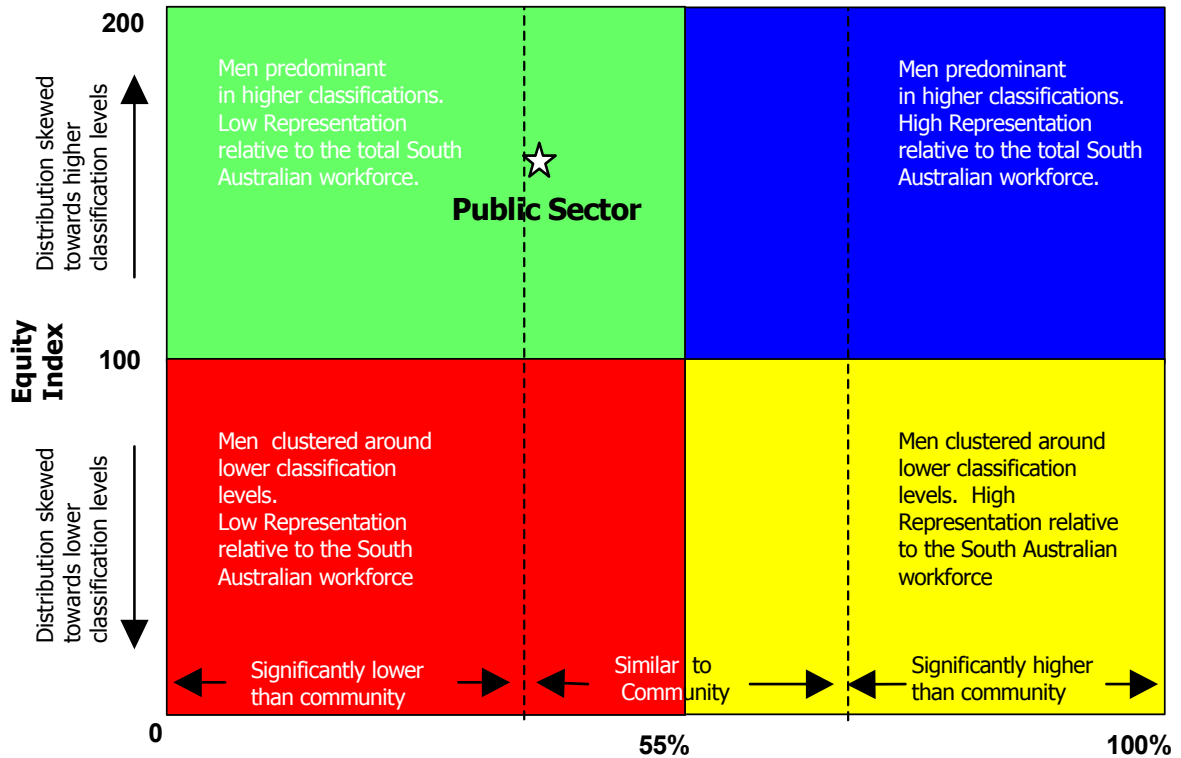 200
Distribution skewed
towards higher
classification levels
Men predominant
in higher classifications.
Low Representation
relative to the total South
Australian workforce.
Men predominant
in higher classifications.
High Representation
relative to the total South
Australian workforce.
Public Sector
Equity
Index
100
Distribution skewed
towards lower
classification levels
Men clustered around
lower classification
levels.
Low Representation
relative to the South
Australian workforce
Men clustered around
lower classification
levels. High
Representation relative
to the South Australian
workforce
Significantly lower
than community
Similar to
Community
Significantly higher
than community
0
55%
100%